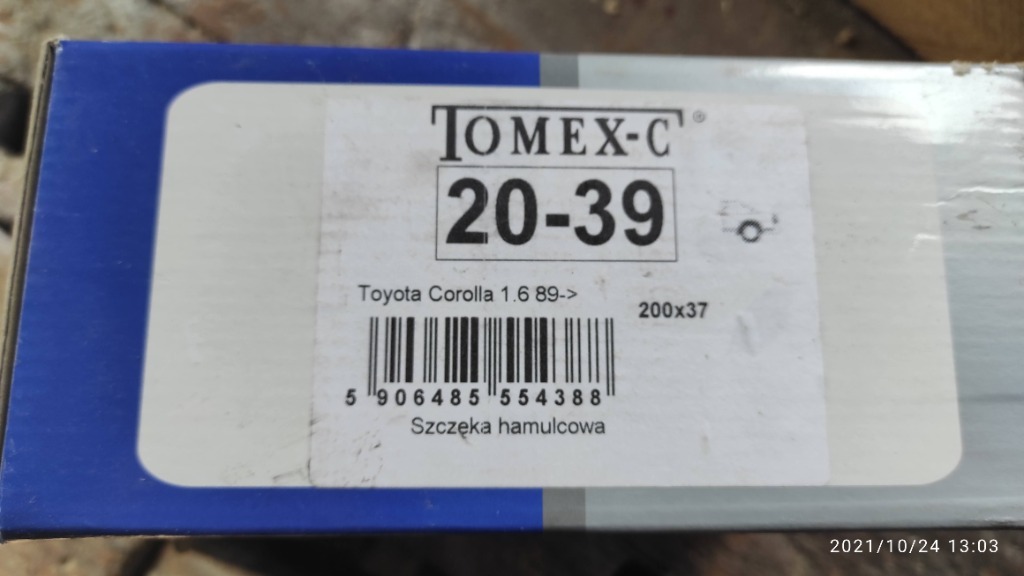 TOMEX-C®
20-39
Toyota Corolla 1.6 89->
200x37
5 906485 554388
Szczęka hamulcowa
2021/10/24 13:03